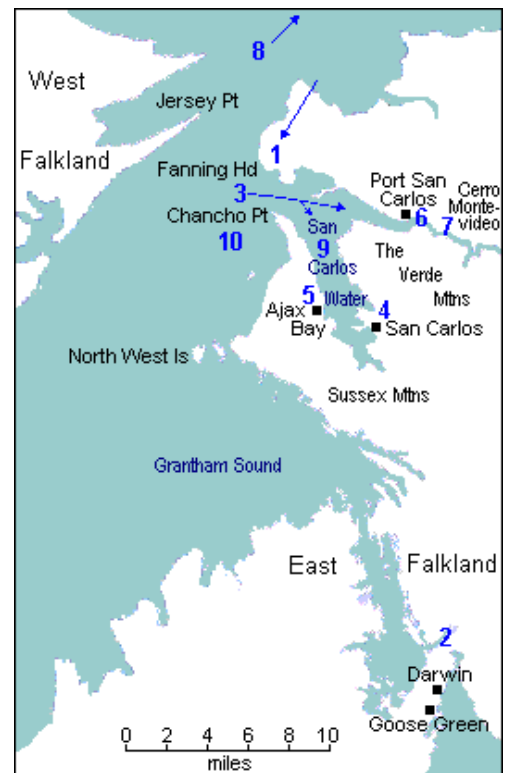 8
West
Jersey Pt
Falkland
1
Fanning Hd
3
Port San
Carlos
Cerro
Monte-
video
Chancho Pt
6
7
10
San
9
Carlos
Water
The
Verde
Mtns
5
4
Ajax
Bay
San Carlos
North West Is
Sussex Mtns
Grantham Sound
East
Falkland
2
Darwin
Goose Green
0 2 4 6 8 10
miles